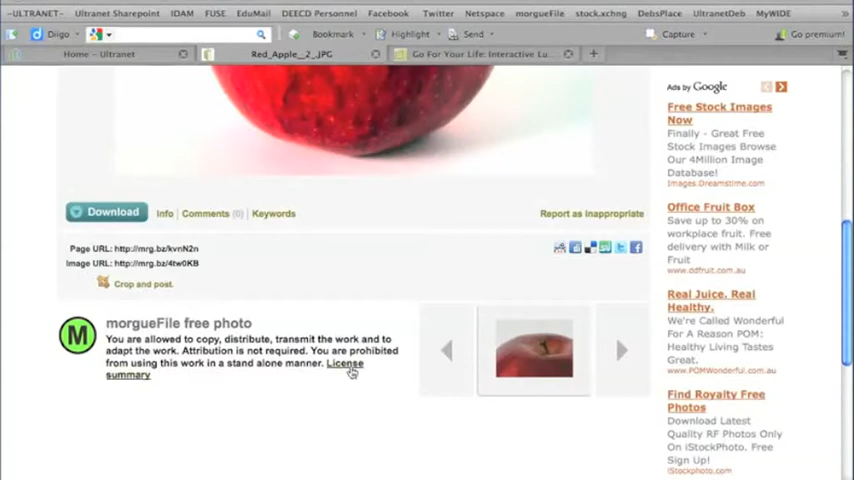 -ULTRANET- Ultranet Sharepoint IDAM FUSE EduMail DEECD Personnel Facebook Twitter Netspace morgueFile stock.xchng DebsPlace UltranetDeb MyWIDE »
Diigo Bookmark Highlight Send Capture Go premium!
Home – Ultranet Red_Apple__2_.JPG Go For Your Life: Interactive Lu...
Ads by Google
Free Stock Images
Now
Finally - Great Free
Stock Images Browse
Our 4Million Image
Database!
Images.Dreamstime.com
Download Info | Comments (0) | Keywords Report as Inappropriate
Office Fruit Box
Save up to 30% on
workplace fruit. Free
delivery with Milk or
Fruit
www.odfruit.com.au
Page URL: http://mrg.bz/kvnN2n
Image URL: http://mrg.bz/4tw0KB
Crop and post.
Real Juice. Real
Healthy.
We're Called Wonderful
For A Reason POM:
Healthy Living Tastes
Great.
www.POMWonderful.com.au
M
morgueFile free photo
You are allowed to copy, distribute, transmit the work and to
adapt the work. Attribution is not required. You are prohibited
from using this work in a stand alone manner. License
summary
Find Royalty Free
Photos
Download Latest
Quality RF Photos Only
On iStockPhoto. Free
Sign Up!
iStockphoto.com